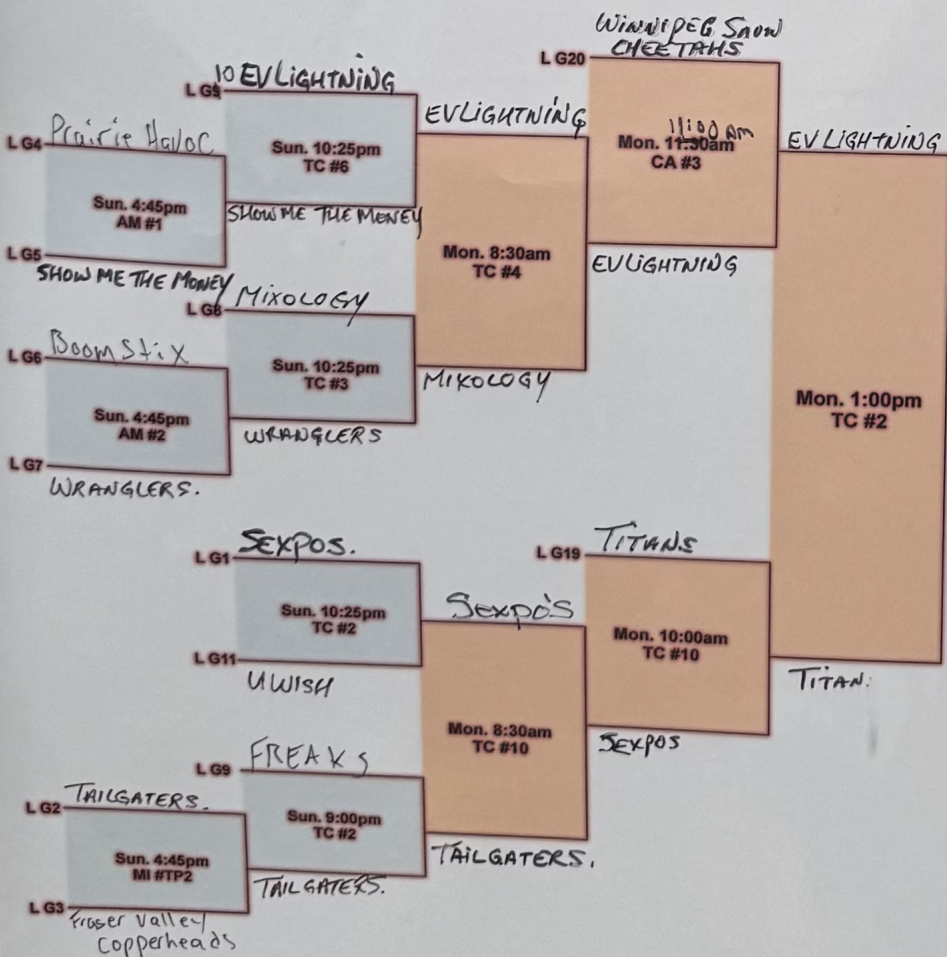 WINNIPEG SNOW
CHEETAHS
L G20
10 EV LIGHTNING
L G9
EV LIGHTNING
Prairie Havoc
L G4
11:00 am
Mon. 11:30am
CA #3
EV LIGHTNING
Sun. 10:25pm
TC #6
Sun. 4:45pm
AM #1
SHOW ME THE MONEY
L G5
SHOW ME THE MONEY
Mon. 8:30am
TC #4
EV LIGHTNING
MIXOLOGY
L G8
BoomStix
L G6
Sun. 10:25pm
TC #3
MIXOLOGY
Sun. 4:45pm
AM #2
WRANGLERS
L G7
WRANGLERS.
Mon. 1:00pm
TC #2
SEXPOS.
L G1
TITANS
L G19
Sun. 10:25pm
TC #2
SExpo's
L G11
UWISH
Mon. 10:00am
TC #10
TITAN.
Mon. 8:30am
TC #10
SEXPOS
FREAKS
L G9
TAILGATERS.
L G2
Sun. 9:00pm
TC #2
Sun. 4:45pm
MI #TP2
TAILGATERS.
TAILGATERS.
L G3
Fraser Valley
Copperheads